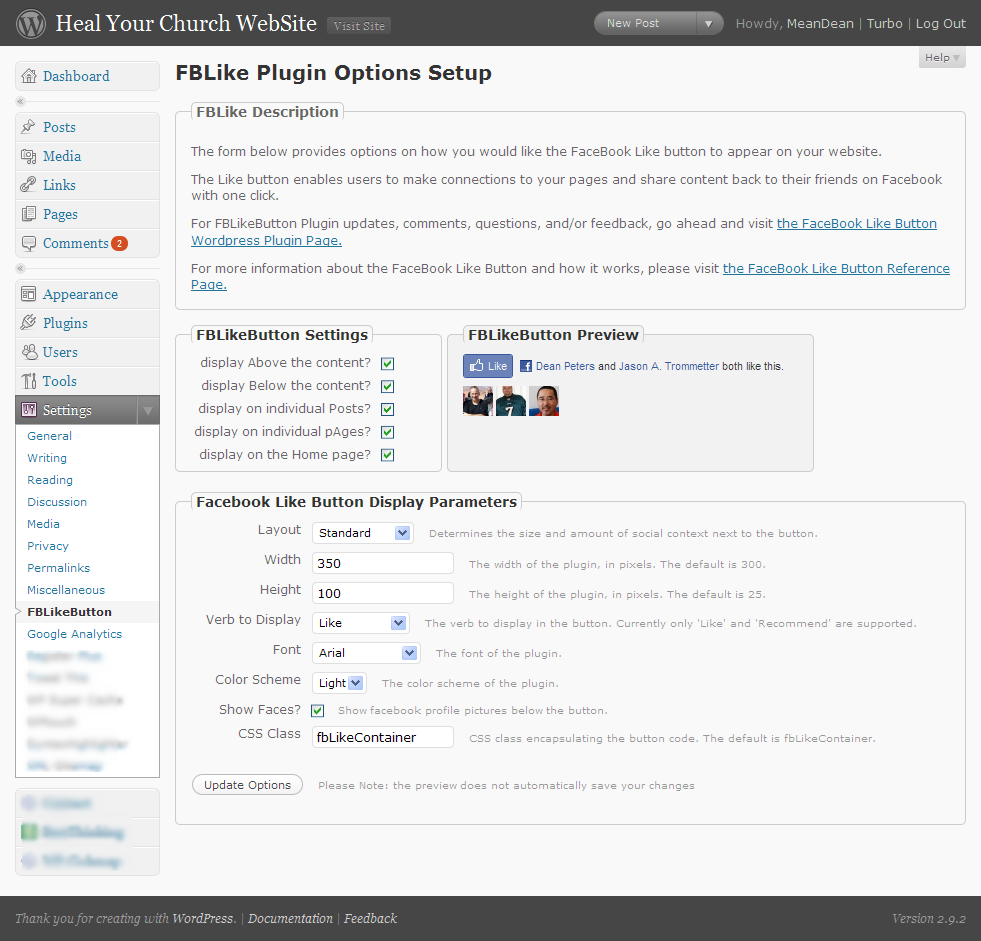 Heal Your Church WebSite Visit Site New Post Howdy, MeanDean | Turbo | Log Out
Help
Dashboard
Posts
Media
Links
Pages
Comments 2
Appearance
Plugins
Users
Tools
Settings
General
Writing
Reading
Discussion
Media
Privacy
Permalinks
Miscellaneous
FBLikeButton
Google Analytics
FBLike Plugin Options Setup
FBLike Description
The form below provides options on how you would like the FaceBook Like button to appear on your website.
The Like button enables users to make connections to your pages and share content back to their friends on Facebook
with one click.
For FBLikeButton Plugin updates, comments, questions, and/or feedback, go ahead and visit the FaceBook Like Button
Wordpress Plugin Page.
For more information about the FaceBook Like Button and how it works, please visit the FaceBook Like Button Reference
Page.
FBLikeButton Settings
display Above the content?
display Below the content?
display on individual Posts?
display on individual pAges?
display on the Home page?
FBLikeButton Preview
Like Dean Peters and Jason A. Trommetter both like this.
7
Facebook Like Button Display Parameters
Layout Standard Determines the size and amount of social context next to the button.
Width 350 The width of the plugin, in pixels. The default is 300.
Height 100 The height of the plugin, in pixels. The default is 25.
Verb to Display Like The verb to display in the button. Currently only 'Like' and 'Recommend' are supported.
Font Arial The font of the plugin.
Color Scheme Light The color scheme of the plugin.
Show Faces? Show facebook profile pictures below the button.
CSS Class fbLikeContainer CSS class encapsulating the button code. The default is fbLikeContainer.
Update Options Please Note: the preview does not automatically save your changes
Thank you for creating with WordPress. | Documentation | Feedback Version 2.9.2